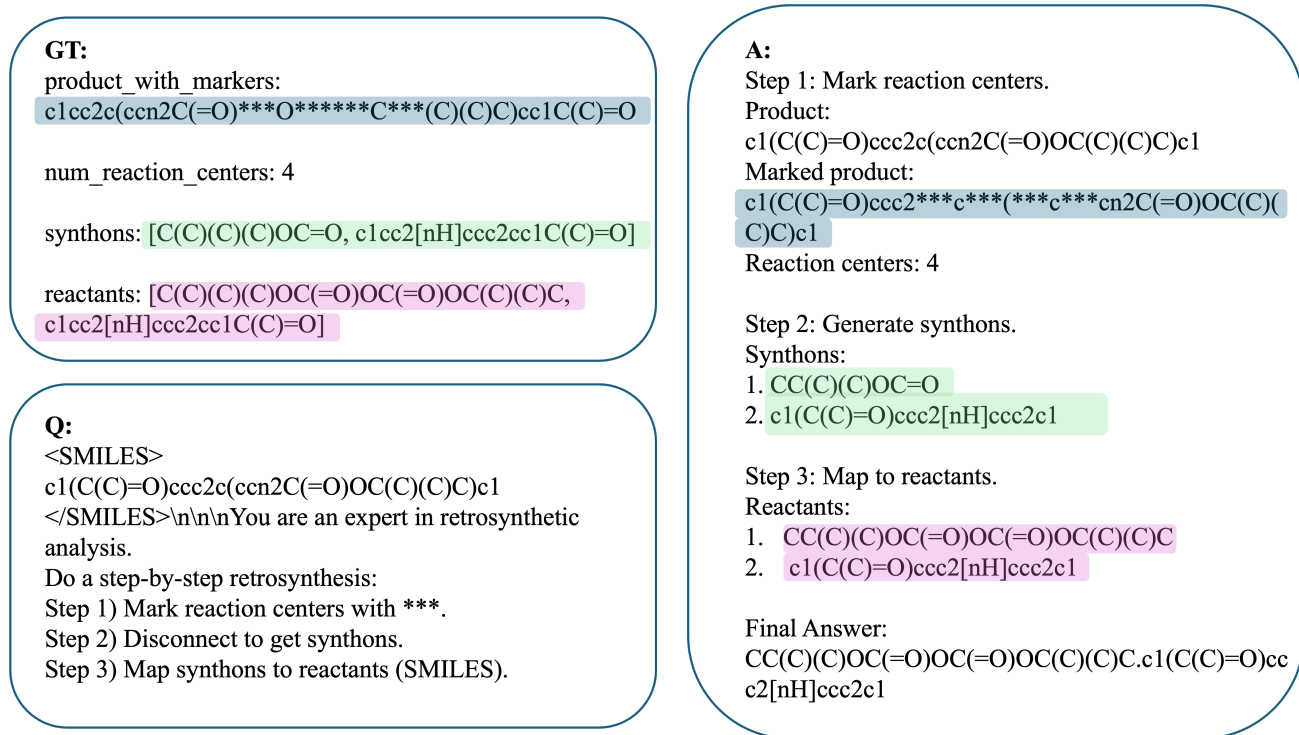 GT:
product_with_markers:
c1cc2c(ccn2C(=O)***O******C***(C)(C)C)cc1C(C)=O
num_reaction_centers: 4
synthons: [C(C)(C)(C)OC=O, c1cc2[nH]ccc2cc1C(C)=O]
reactants: [C(C)(C)(C)OC(=O)OC(=O)OC(C)(C)C,
c1cc2[nH]ccc2cc1C(C)=O]
Q:
<SMILES>
c1(C(C)=O)ccc2c(ccn2C(=O)OC(C)(C)C)c1
</SMILES>\n\n\nYou are an expert in retrosynthetic
analysis.
Do a step-by-step retrosynthesis:
Step 1) Mark reaction centers with ***.
Step 2) Disconnect to get synthons.
Step 3) Map synthons to reactants (SMILES).
A:
Step 1: Mark reaction centers.
Product:
c1(C(C)=O)ccc2c(ccn2C(=O)OC(C)(C)C)c1
Marked product:
c1(C(C)=O)ccc2***c***(***c***cn2C(=O)OC(C)(
C)C)c1
Reaction centers: 4
Step 2: Generate synthons.
Synthons:
1. CC(C)(C)OC=O
2. c1(C(C)=O)ccc2[nH]ccc2c1
Step 3: Map to reactants.
Reactants:
1. CC(C)(C)OC(=O)OC(=O)OC(C)(C)C
2. c1(C(C)=O)ccc2[nH]ccc2c1
Final Answer:
CC(C)(C)OC(=O)OC(=O)OC(C)(C)C.c1(C(C)=O)cc
c2[nH]ccc2c1